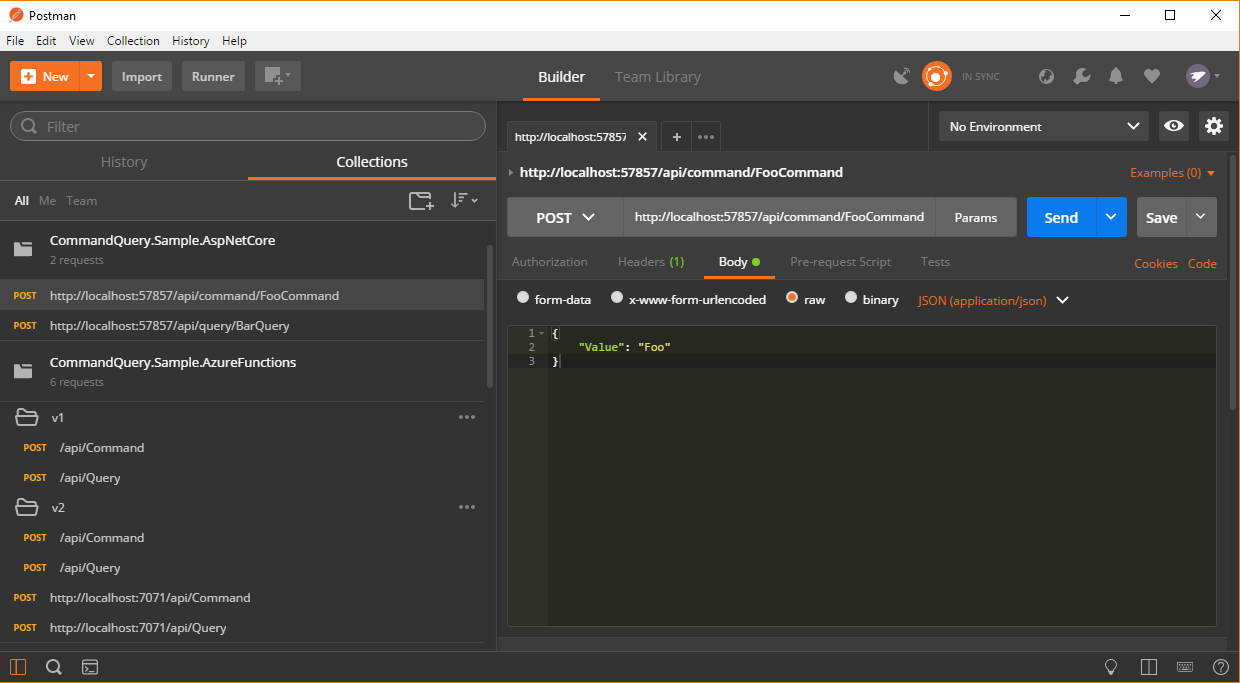 Postman
File Edit View Collection History Help
New Import Runner Builder Team Library IN SYNC
Filter
History Collections
All Me Team
CommandQuery.Sample.AspNetCore
2 requests
POST http://localhost:57857/api/command/FooCommand
POST http://localhost:57857/api/query/BarQuery
CommandQuery.Sample.AzureFunctions
6 requests
v1
POST /api/Command
POST /api/Query
v2
POST /api/Command
POST /api/Query
POST http://localhost:7071/api/Command
POST http://localhost:7071/api/Query
http://localhost:57857 No Environment
http://localhost:57857/api/command/FooCommand Examples (0)
POST http://localhost:57857/api/command/FooCommand Params Send Save
Authorization Headers (1) Body Pre-request Script Tests Cookies Code
form-data x-www-form-urlencoded raw binary JSON (application/json)
1 {
2 "Value": "Foo"
3 }